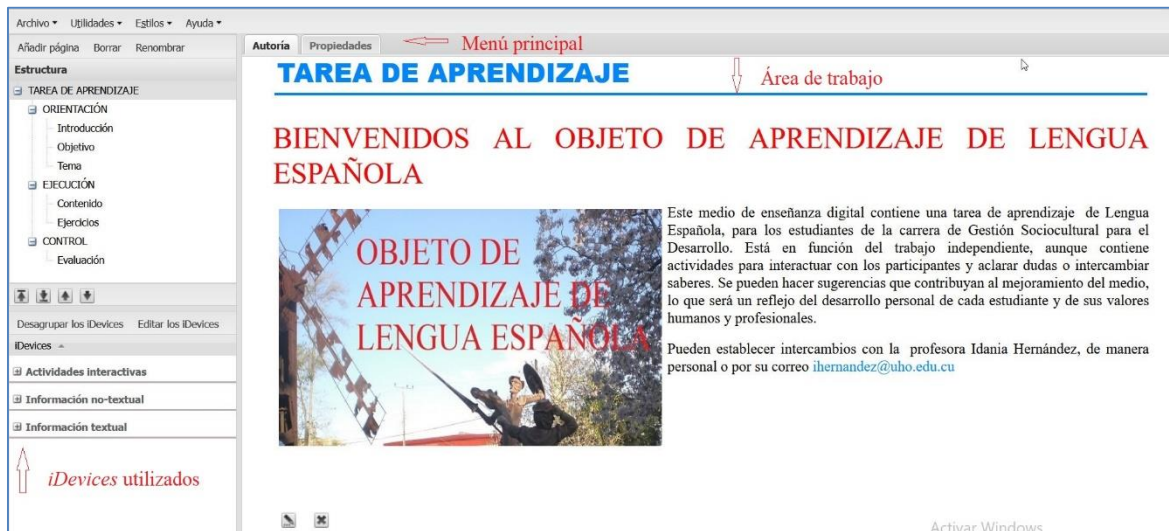 Archivo Utilidades Estilos Ayuda
Añadir página Borrar Renombrar
Estructura
TAREA DE APRENDIZAJE
ORIENTACIÓN
Introducción
Objetivo
Tema
EJECUCIÓN
Contenido
Ejercicios
CONTROL
Evaluación
Desagrupar los iDevices Editar los iDevices
iDevices
Actividades interactivas
Información no-textual
Información textual
iDevices utilizados
Autoría Propiedades Menú principal
TAREA DE APRENDIZAJE
Área de trabajo
BIENVENIDOS AL OBJETO DE APRENDIZAJE DE LENGUA
ESPAÑOLA
OBJETO DE
APRENDIZAJE DE
LENGUA ESPAÑOLA
Este medio de enseñanza digital contiene una tarea de aprendizaje de Lengua
Española, para los estudiantes de la carrera de Gestión Sociocultural para el
Desarrollo. Está en función del trabajo independiente, aunque contiene
actividades para interactuar con los participantes y aclarar dudas o intercambiar
saberes. Se pueden hacer sugerencias que contribuyan al mejoramiento del medio,
lo que será un reflejo del desarrollo personal de cada estudiante y de sus valores
humanos y profesionales.
Pueden establecer intercambios con la profesora Idania Hernández, de manera
personal o por su correo ihernandez@uho.edu.cu
Activar Windows